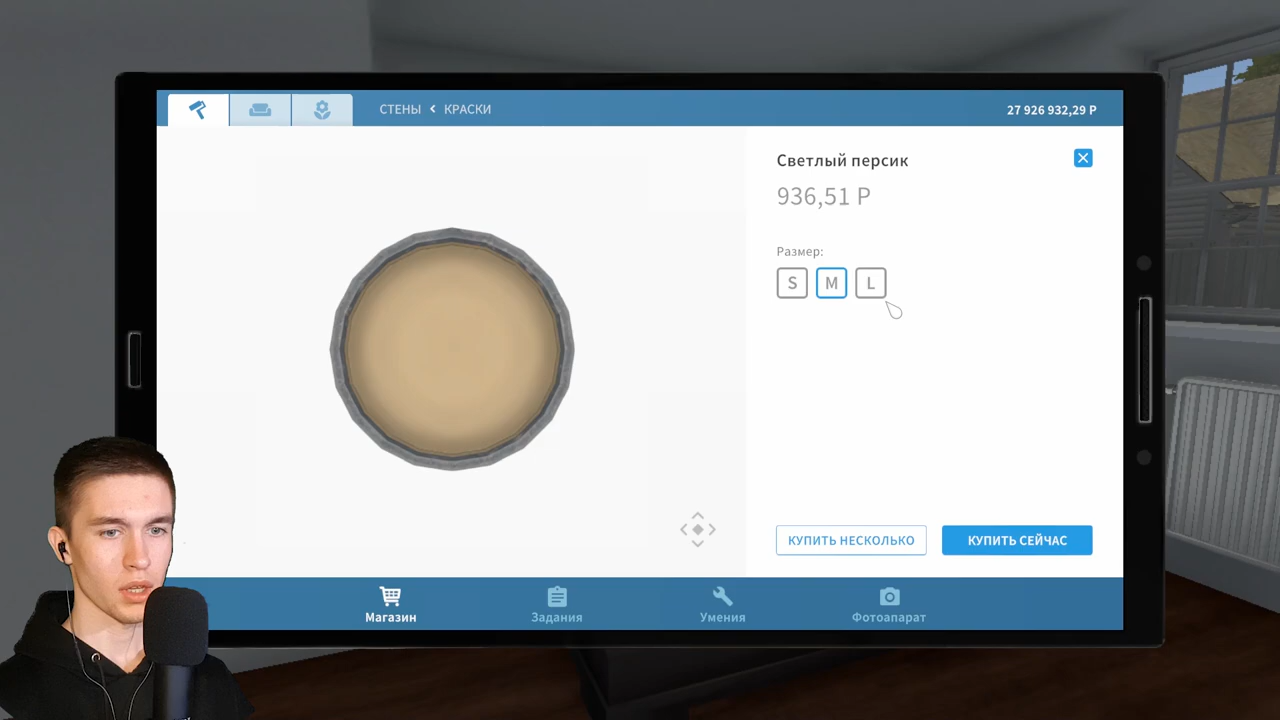 СТЕНЫ < КРАСКИ
27 926 932,29 Р
Светлый персик
936,51 Р
Размер:
S M L
КУПИТЬ НЕСКОЛЬКО
КУПИТЬ СЕЙЧАС
Магазин
Задания
Умения
Фотоапарат